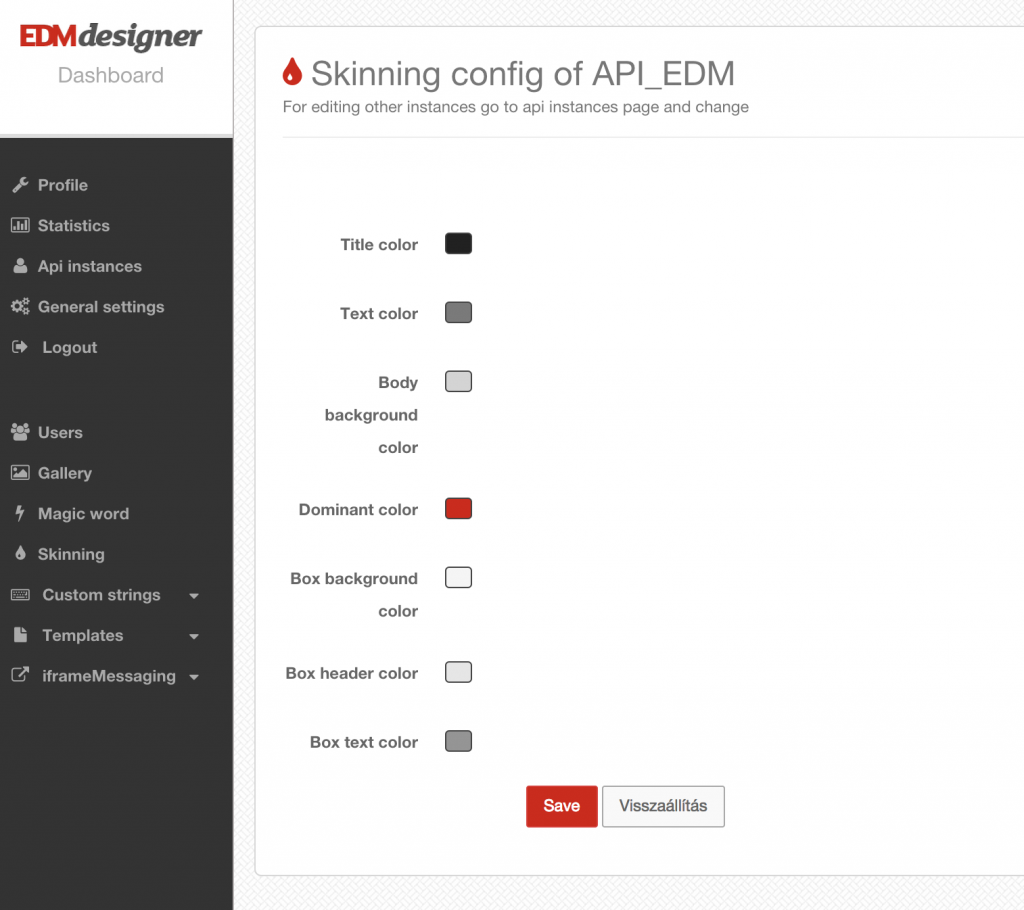 EDMdesigner
Dashboard
Profile
Statistics
Api instances
General settings
Logout
Users
Gallery
Magic word
Skinning
Custom strings
Templates
iframeMessaging
Skinning config of API_EDM
For editing other instances go to api instances page and change
Title color
Text color
Body
background
color
Dominant color
Box background
color
Box header color
Box text color
Save
Visszaállítás